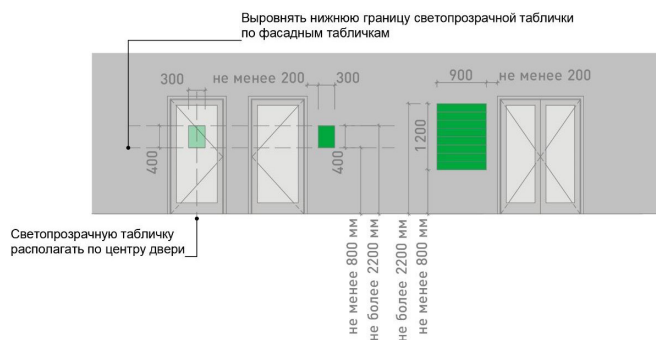 Выровнять нижнюю границу светопрозрачной таблички
по фасадным табличкам
300
не менее 200
300
900
не менее 200
400
400
1 200
Светопрозрачную табличку
располагать по центру двери
не менее 800 мм
не более 2200 мм
не более 2200 мм
не менее 800 мм